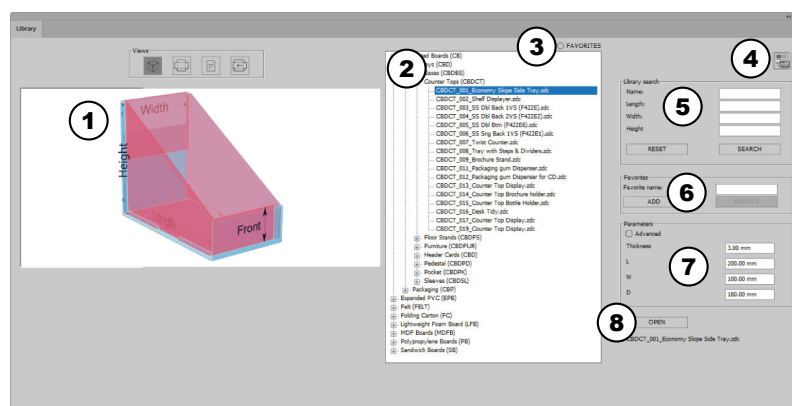 Library
Views
1
Width
Height
Length
Front
2
3
FAVORITES
4
Boards (CB)
(CBD)
(CBDBS)
Counter Tops (CBDCT)
CBDCT_001_Economy Slope Side Tray.zdc
CBDCT_002_Shelf Displayer.zdc
CBDCT_003_SS Dbl Back 1VS (F422E).zdc
CBDCT_004_SS Dbl Back 2VS (F422E2).zdc
CBDCT_005_SS Dbl Btm (F422E6).zdc
CBDCT_006_SS Sng Back 1VS (F422E1).zdc
CBDCT_007_Twist Counter.zdc
CBDCT_008_Tray with Steps & Dividers.zdc
CBDCT_009_Brochure Stand.zdc
CBDCT_011_Packaging gum Dispenser.zdc
CBDCT_012_Packaging gum Dispenser for CD.zdc
CBDCT_013_Counter Top Display.zdc
CBDCT_014_Counter Top Brochure holder.zdc
CBDCT_015_Counter Top Bottle Holder.zdc
CBDCT_016_Desk Tidy.zdc
CBDCT_017_Counter Top Display.zdc
CBDCT_019_Counter Top Display.zdc
Floor Stands (CBDFS)
Furniture (CBDFUR)
Header Cards (CBD)
Pedestal (CBDPD)
Pocket (CBDPK)
Sleeves (CBDSL)
Packaging (CBP)
Expanded PVC (EPB)
Felt (FELT)
Folding Carton (FC)
Lightweight Foam Board (LFB)
MDF Boards (MDFB)
Polypropylene Boards (PB)
Sandwich Boards (SB)
Library search
Name:
Length:
5
Width:
Height
RESET SEARCH
Favorites
Favorite name:
6
ADD REMOVE
Parameters
Advanced
Thickness 3.00 mm
L 200.00 mm
7
W 100.00 mm
D 180.00 mm
8
OPEN
CBDCT_001_Economy Slope Side Tray.zdc